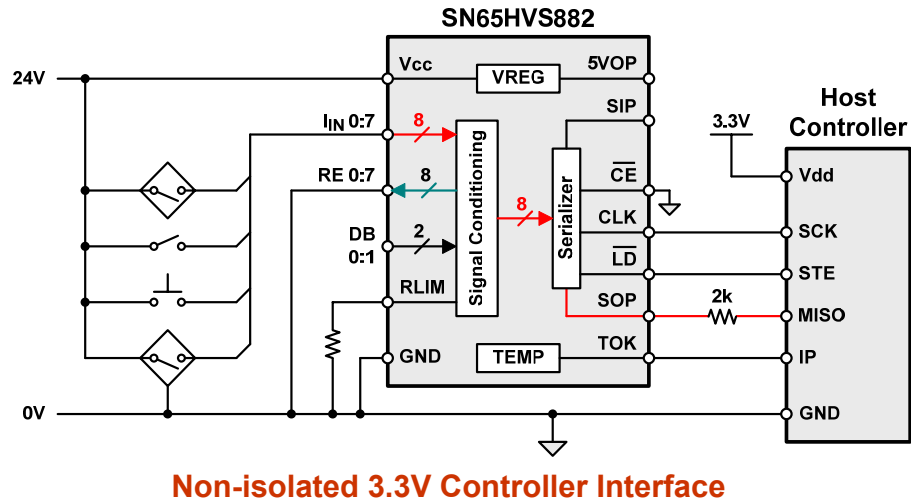 SN65HVS882
24V
Vcc
VREG
5VOP
SIP
Host
Controller
3.3V
IIN 0:7
8
RE 0:7
8
DB
0:1
2
RLIM
GND
Signal Conditioning
8
Serializer
CE
CLK
LD
SOP
TOK
TEMP
2k
Vdd
SCK
STE
MISO
IP
GND
0V
Non-isolated 3.3V Controller Interface